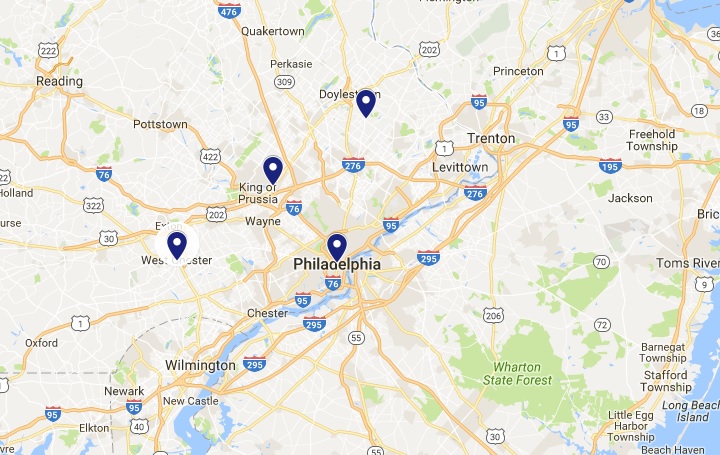 476
Quakertown
202
1
222
Perkasie
309
Princeton
Reading
Doylestown
95
18
Pottstown
95
33
Trenton
Freehold
Township
1
422
276
Levittown
195
76
King of
Prussia
276
Holland
322
202
76
Jackson
Wayne
95
30
West Chester
295
70
Toms River
Philadelphia
76
9
95
Chester
295
206
72
1
55
Oxford
Barnegat
Township
Wilmington
295
Wharton
State Forest
Stafford
Township
Newark
95
New Castle
95
Long Beach
Island
Little Egg
Harbor
Township
40
Elkton
30
55
Beach Haven